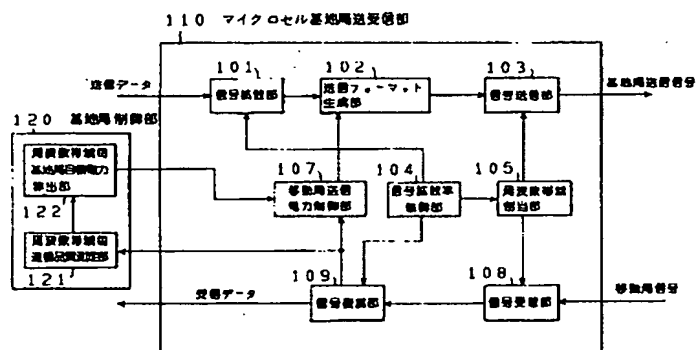 110 マイクロセル基地局送受信部
送信データ
101
信号拡散部
102
送信フォーマット
生成部
103
信号送信部
基地局送信信号
120 基地局制御部
周波数帯域毎
基地局目標電力
算出部
122
周波数帯域毎
通信品質測定部
121
107
移動局送信
電力制御部
104
信号拡散率
制御部
105
周波数帯域
割当部
受信データ
109
信号復調部
108
信号受信部
移動局信号